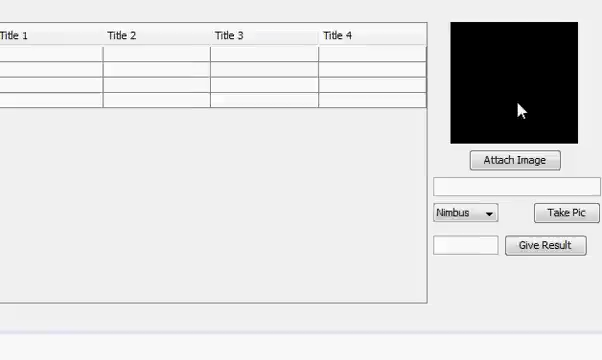 Title 1 Title 2 Title 3 Title 4
Attach Image
Nimbus Take Pic
Give Result